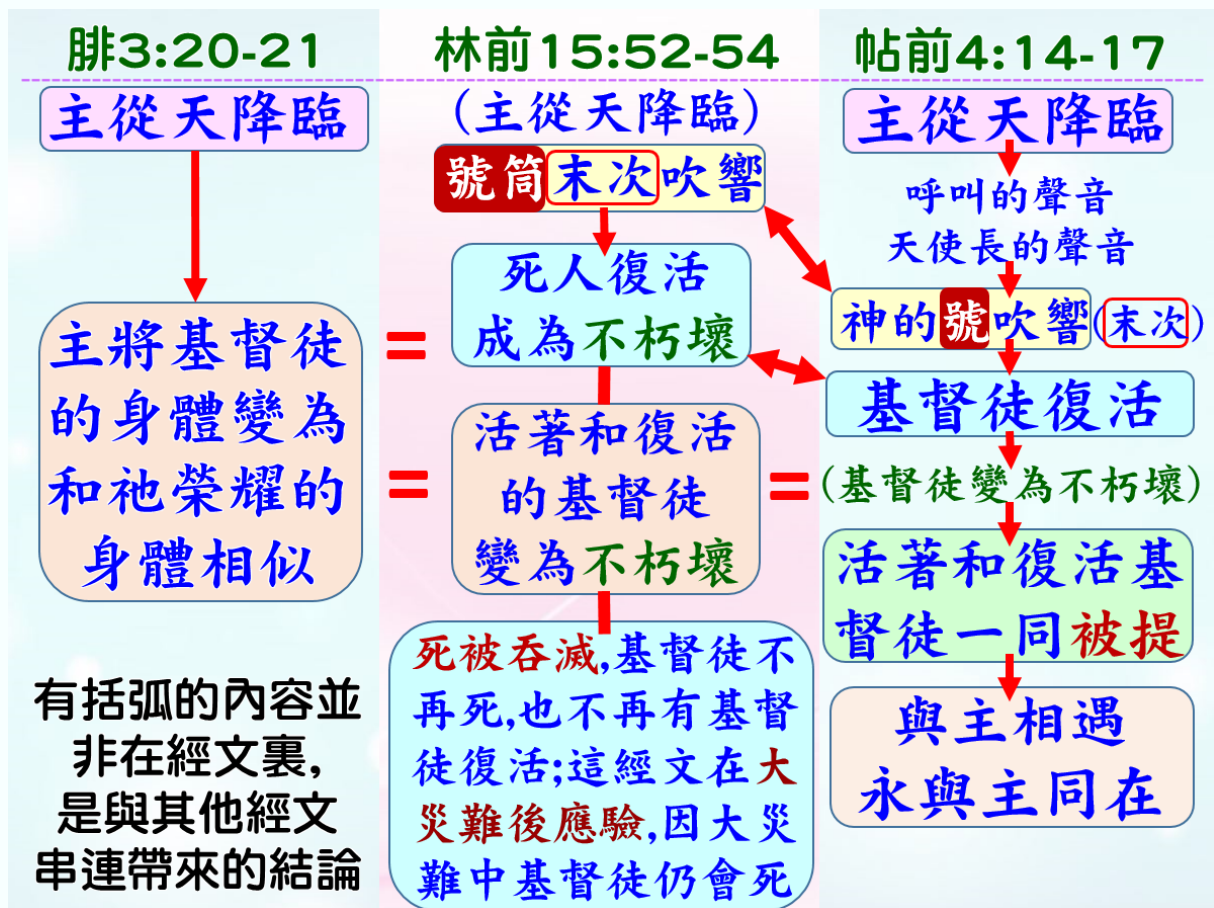 腓3:20-21
主從天降臨
主將基督徒
的身體變為
和祂榮耀的
身體相似
有括弧的內容並
非在經文裏,
是與其他經文
串連帶來的結論
=
=
林前15:52-54
(主從天降臨)
號筒末次吹響
死人復活
成為不朽壞
活著和復活
的基督徒
變為不朽壞
死被吞滅,基督徒不
再死,也不再有基督
徒復活;這經文在大
災難後應驗,因大災
難中基督徒仍會死
=
帖前4:14-17
主從天降臨
呼叫的聲音
天使長的聲音
神的號吹響(末次)
基督徒復活
(基督徒變為不朽壞)
活著和復活基
督徒一同被提
與主相遇
永與主同在